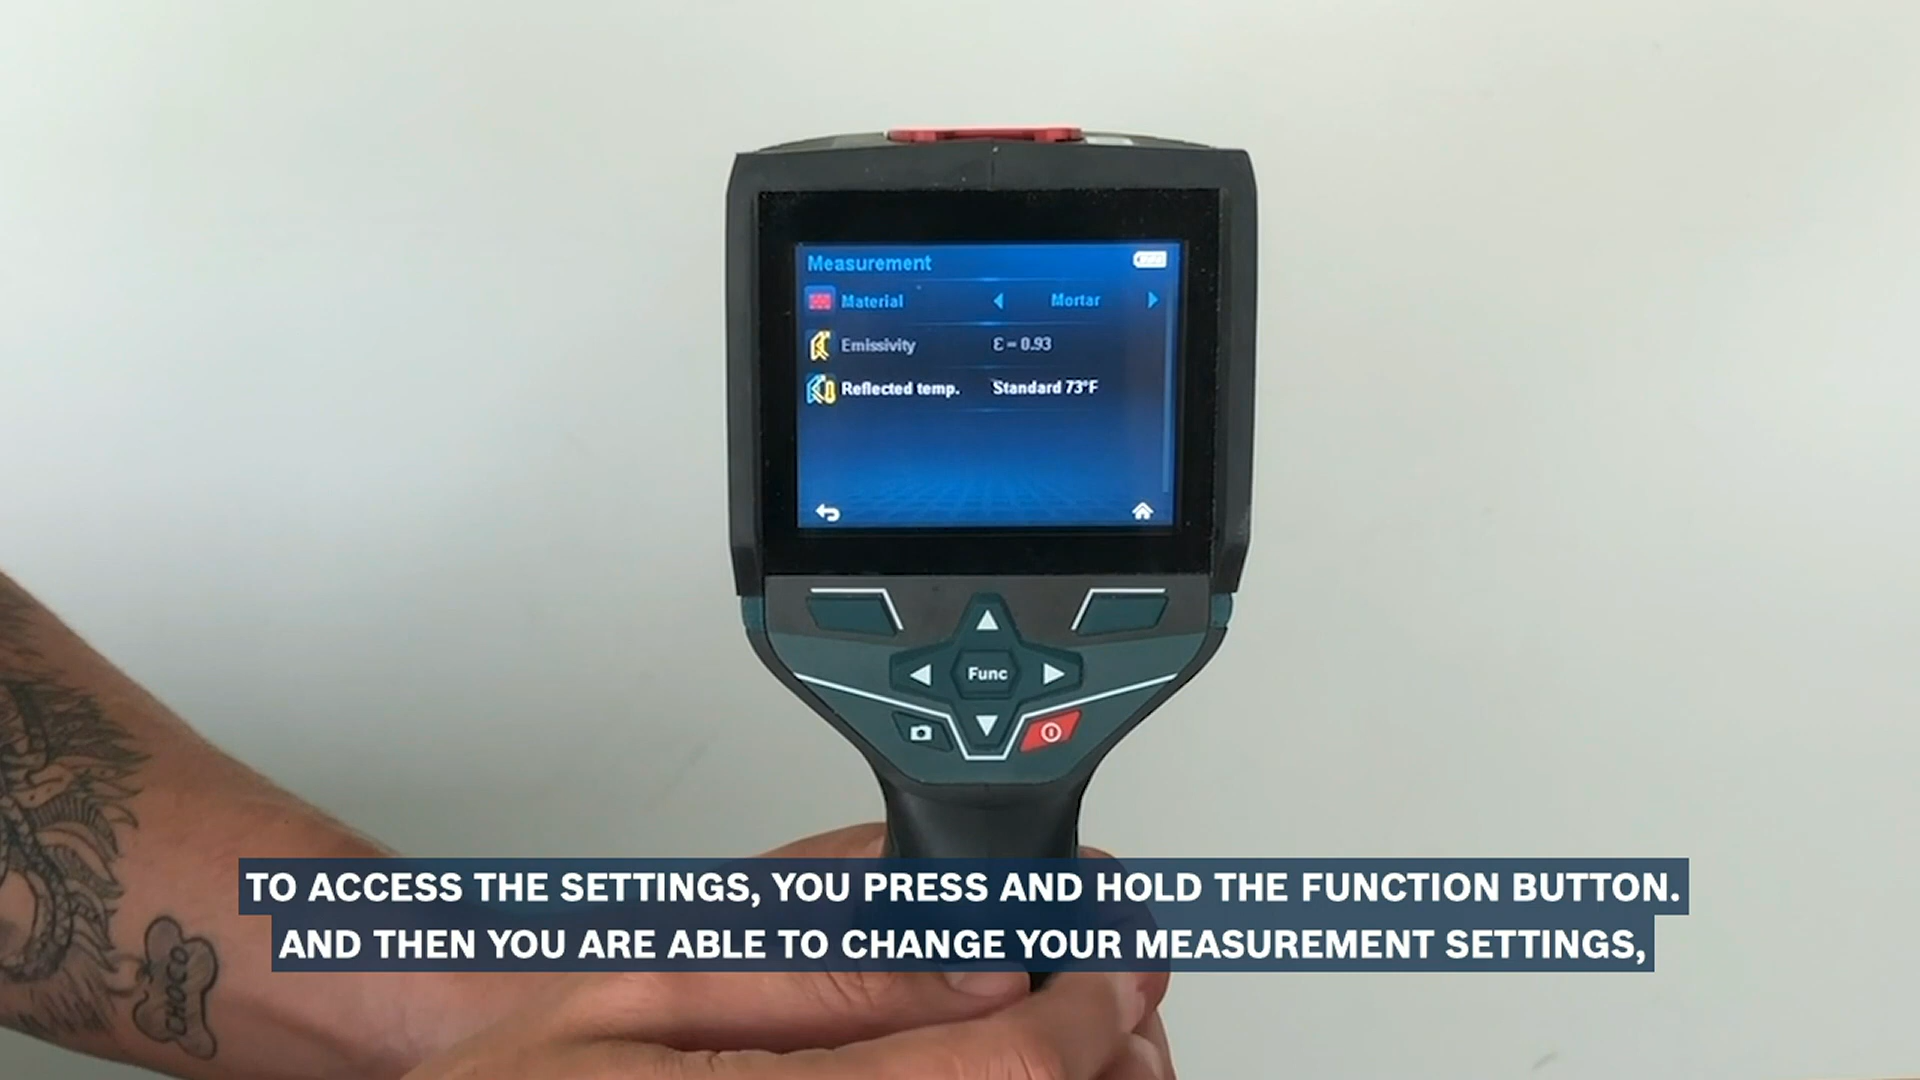 Measurement
Material Mortar
Emissivity Ɛ = 0.93
Reflected temp. Standard 73°F
Func
TO ACCESS THE SETTINGS, YOU PRESS AND HOLD THE FUNCTION BUTTON.
AND THEN YOU ARE ABLE TO CHANGE YOUR MEASUREMENT SETTINGS,
CHOCO